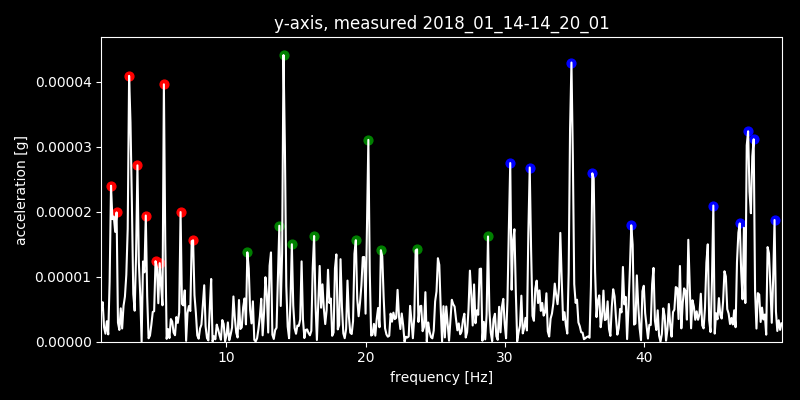 y-axis, measured 2018_01_14-14_20_01
acceleration [g]
0.00004
0.00003
0.00002
0.00001
0.00000
10 20 30 40
frequency [Hz]